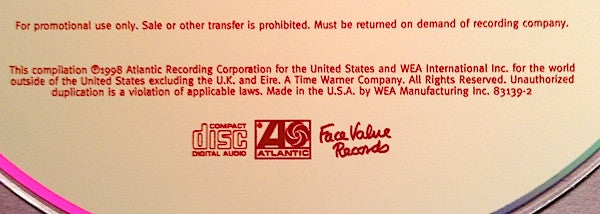 For promotional use only. Sale or other transfer is prohibited. Must be returned on demand of recording company.
This compilation ℗1998 Atlantic Recording Corporation for the United States and WEA International Inc. for the world
outside of the United States excluding the U.K. and Eire. A Time Warner Company. All Rights Reserved. Unauthorized
duplication is a violation of applicable laws. Made in the U.S.A. by WEA Manufacturing Inc. 83139-2
COMPACT
disc
DIGITAL AUDIO
A
ATLANTIC
Face Value
Records